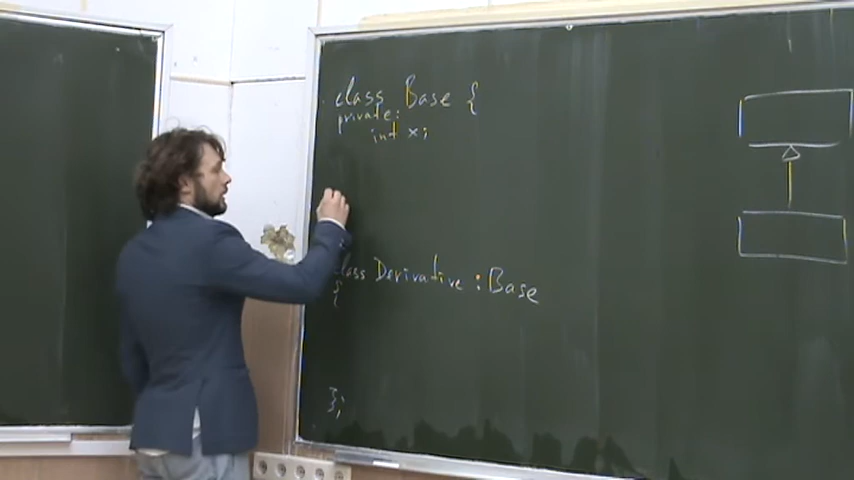 class Base {
private:
int x;
class Derivative : Base
{
};